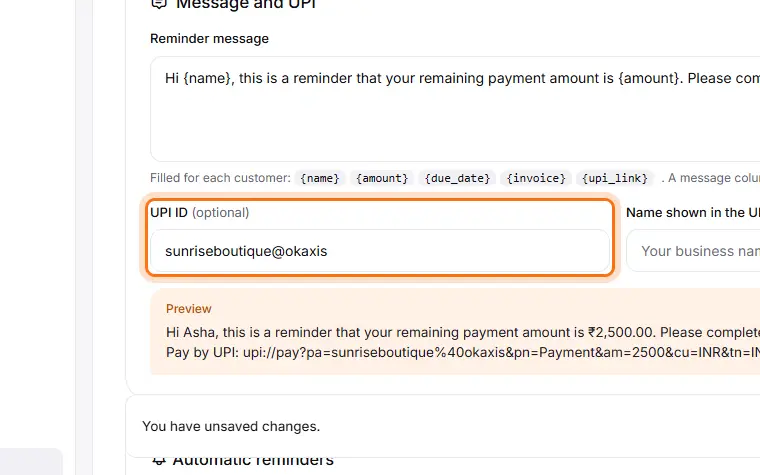 Message and UPI
Reminder message
Hi {name}, this is a reminder that your remaining payment amount is {amount}. Please com
Filled for each customer: {name} {amount} {due_date} {invoice} {upi_link} . A message colu
UPI ID (optional)
Name shown in the U
sunriseboutique@okaxis
Your business nam
Preview
Hi Asha, this is a reminder that your remaining payment amount is ₹2,500.00. Please complete
Pay by UPI: upi://pay?pa=sunriseboutique%40okaxis&pn=Payment&am=2500&cu=INR&tn=IN
You have unsaved changes.
Automatic reminders